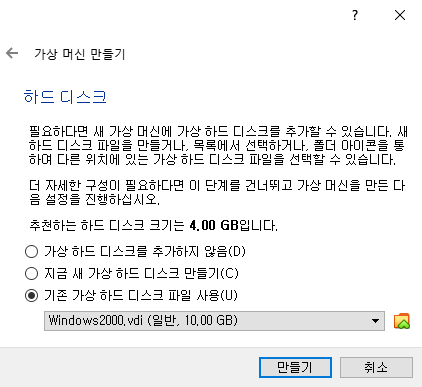 ?
가상 머신 만들기
하드 디스크
필요하다면 새 가상 머신에 가상 하드 디스크를 추가할 수 있습니다. 새
하드 디스크 파일을 만들거나, 목록에서 선택하거나, 폴더 아이콘을 통
하여 다른 위치에 있는 가상 하드 디스크 파일을 선택할 수 있습니다.
더 자세한 구성이 필요하다면 이 단계를 건너뛰고 가상 머신을 만든 다
음 설정을 진행하십시오.
추천하는 하드 디스크 크기는 4.00 GB입니다.
가상 하드 디스크를 추가하지 않음(D)
지금 새 가상 하드 디스크 만들기(C)
기존 가상 하드 디스크 파일 사용(U)
Windows2000.vdi (일반, 10.00 GB)
만들기 취소